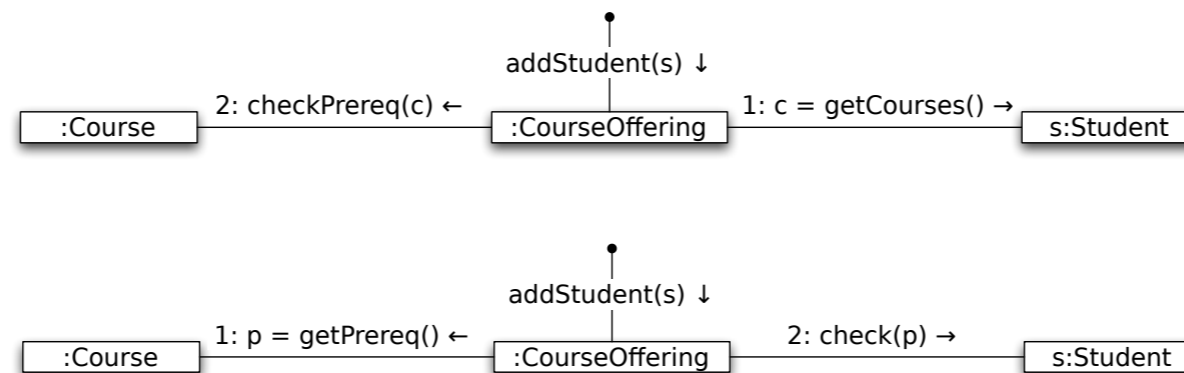 addStudent(s) ↓
2: checkPrereq(c) ←
1: c = getCourses() →
:Course
:CourseOffering
s:Student
addStudent(s) ↓
1: p = getPrereq() ←
2: check(p) →
:Course
:CourseOffering
s:Student